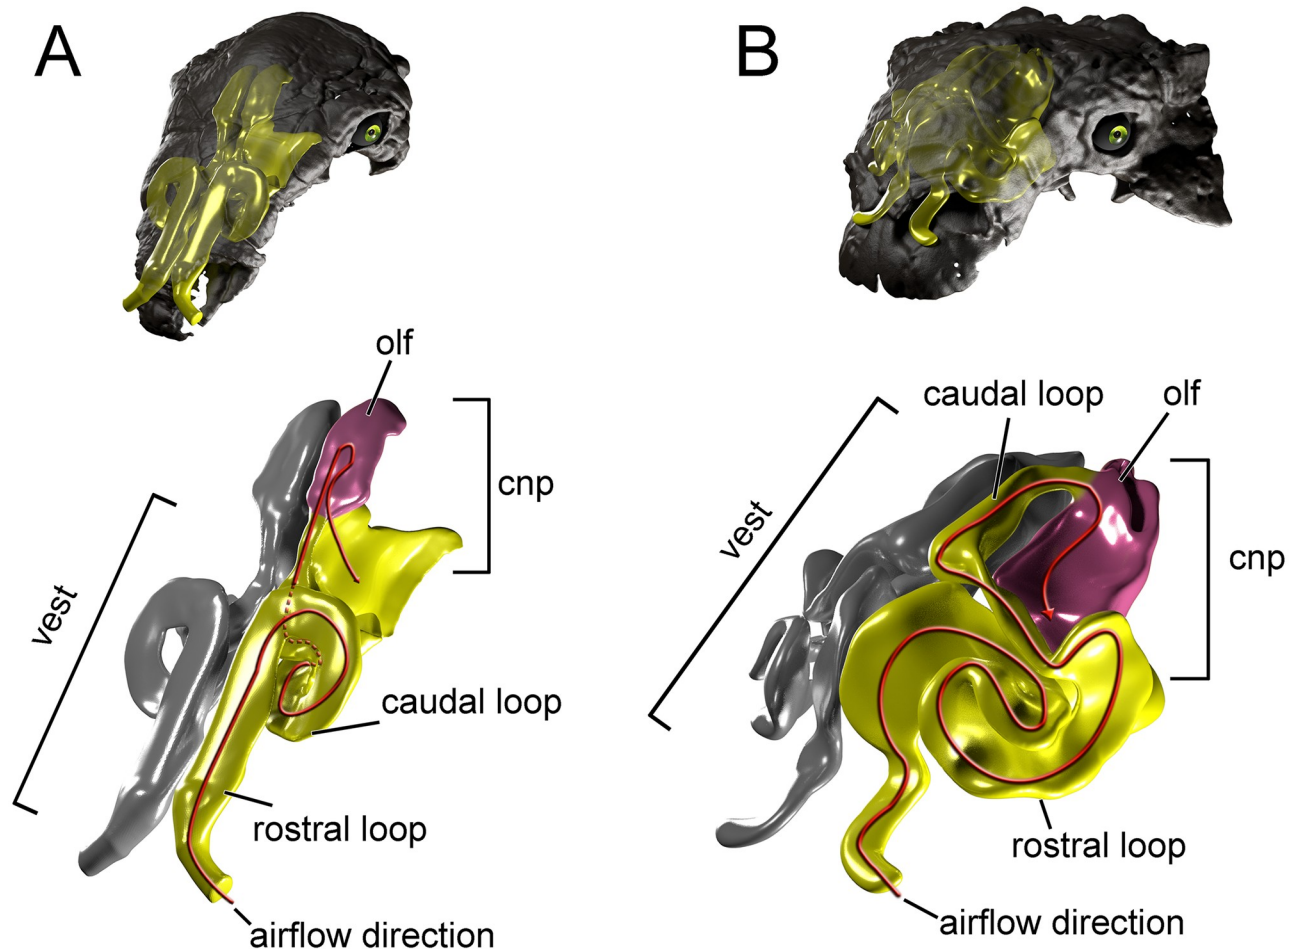 A
B
olf
cnp
vest
caudal loop
rostral loop
airflow direction
caudal loop
olf
vest
cnp
rostral loop
airflow direction